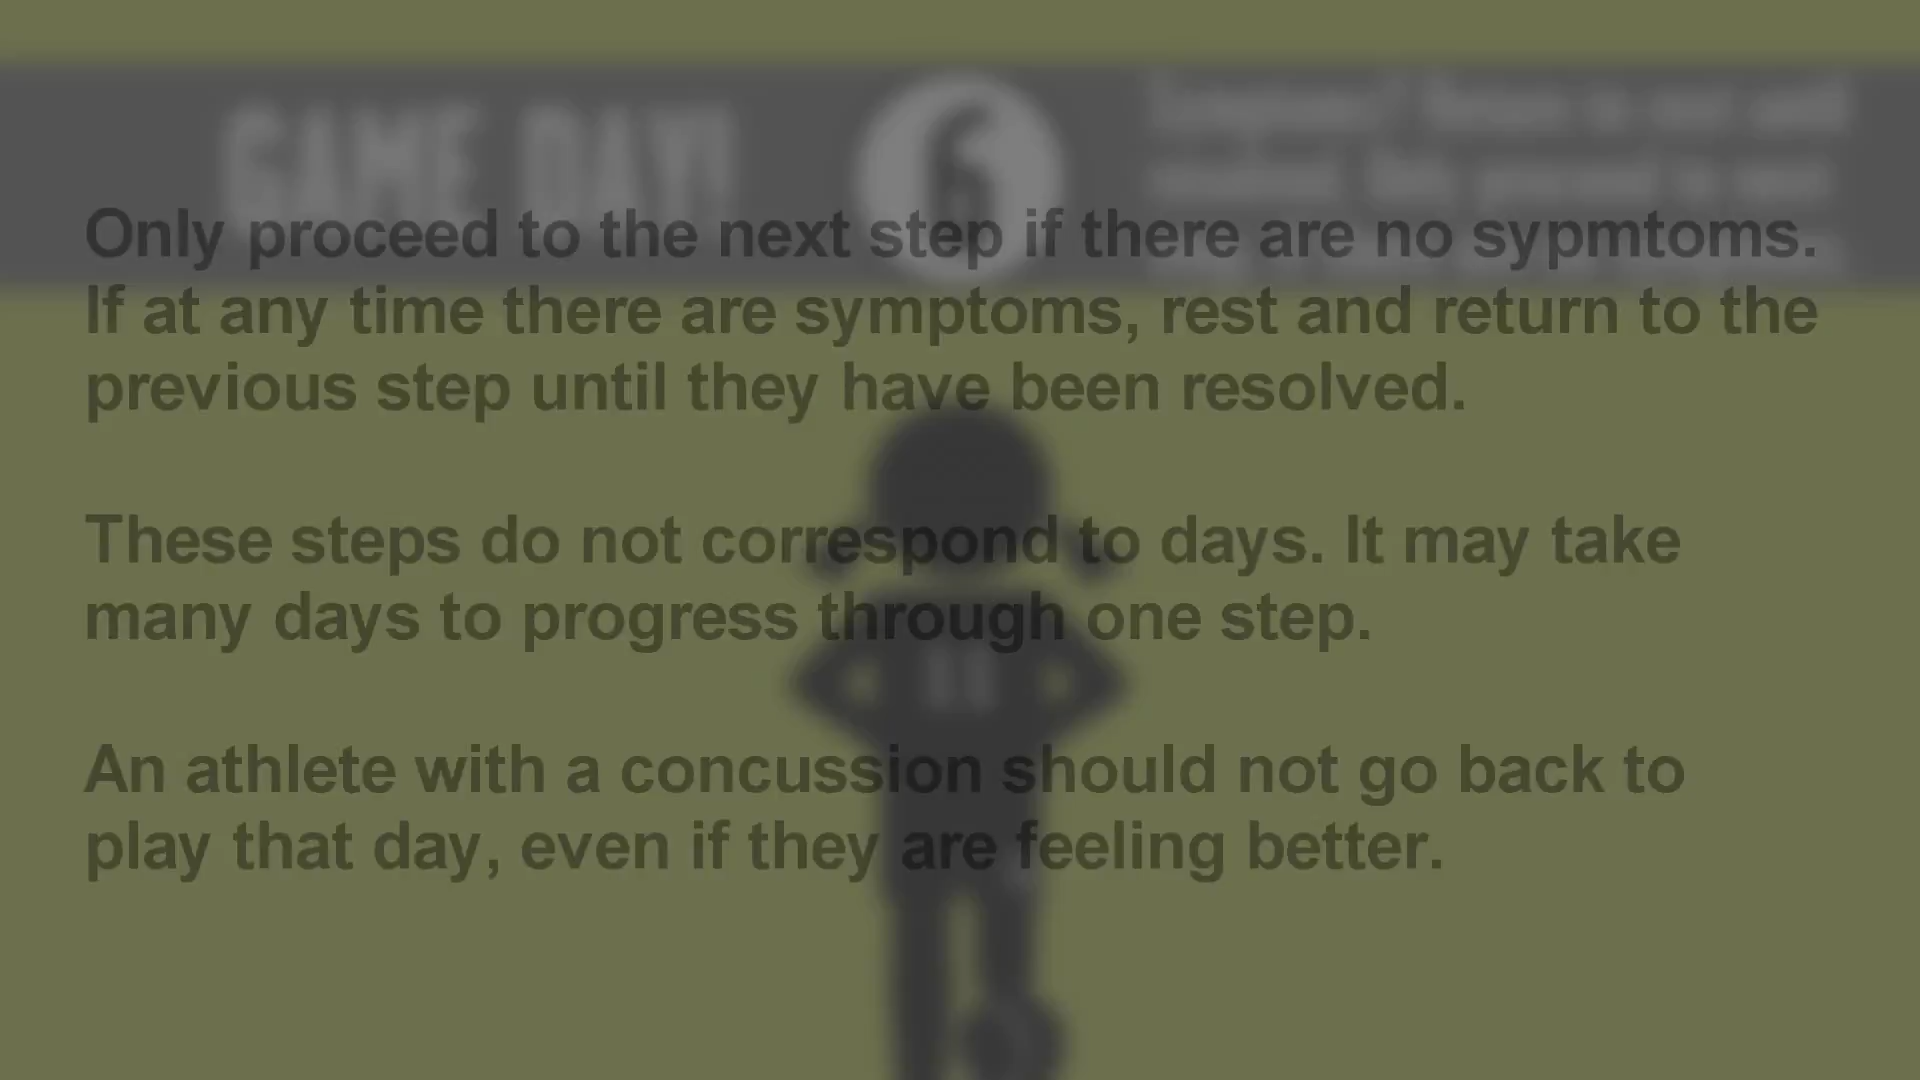 GAME DAY!
6
Only proceed to the next step if there are no sypmtoms.
If at any time there are symptoms, rest and return to the
previous step until they have been resolved.
These steps do not correspond to days. It may take
many days to progress through one step.
An athlete with a concussion should not go back to
play that day, even if they are feeling better.